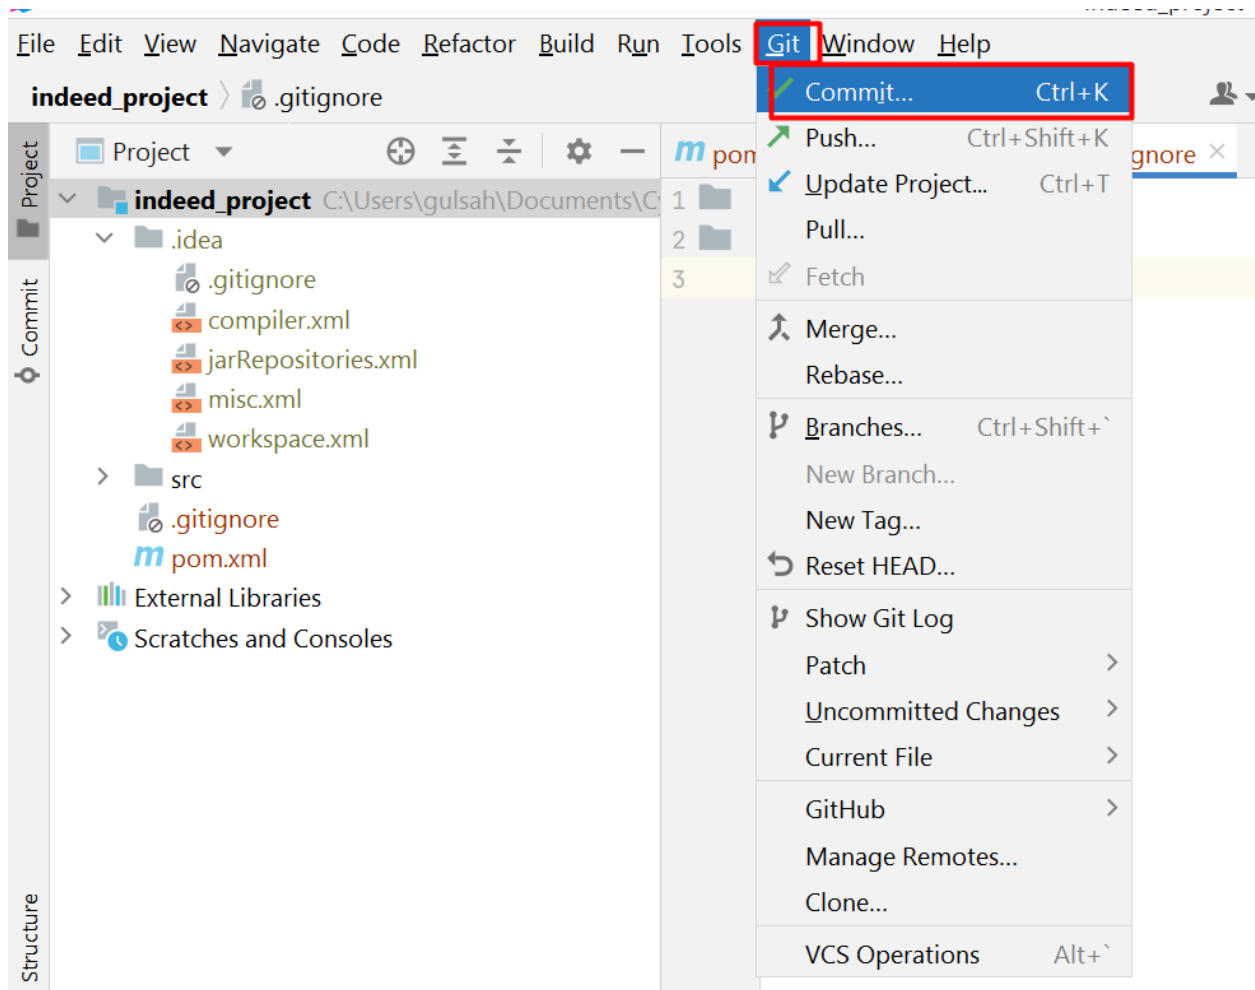 File Edit View Navigate Code Refactor Build Run Tools Git Window Help
indeed_project .gitignore
Project
Commit
Structure
Project
indeed_project C:\Users\gulsah\Documents\C
.idea
.gitignore
compiler.xml
jarRepositories.xml
misc.xml
workspace.xml
src
.gitignore
m pom.xml
External Libraries
Scratches and Consoles
m pom
gnore
1
2
3
Commit... Ctrl+K
Push... Ctrl+Shift+K
Update Project... Ctrl+T
Pull...
Fetch
Merge...
Rebase...
Branches... Ctrl+Shift+`
New Branch...
New Tag...
Reset HEAD...
Show Git Log
Patch
Uncommitted Changes
Current File
GitHub
Manage Remotes...
Clone...
VCS Operations Alt+`